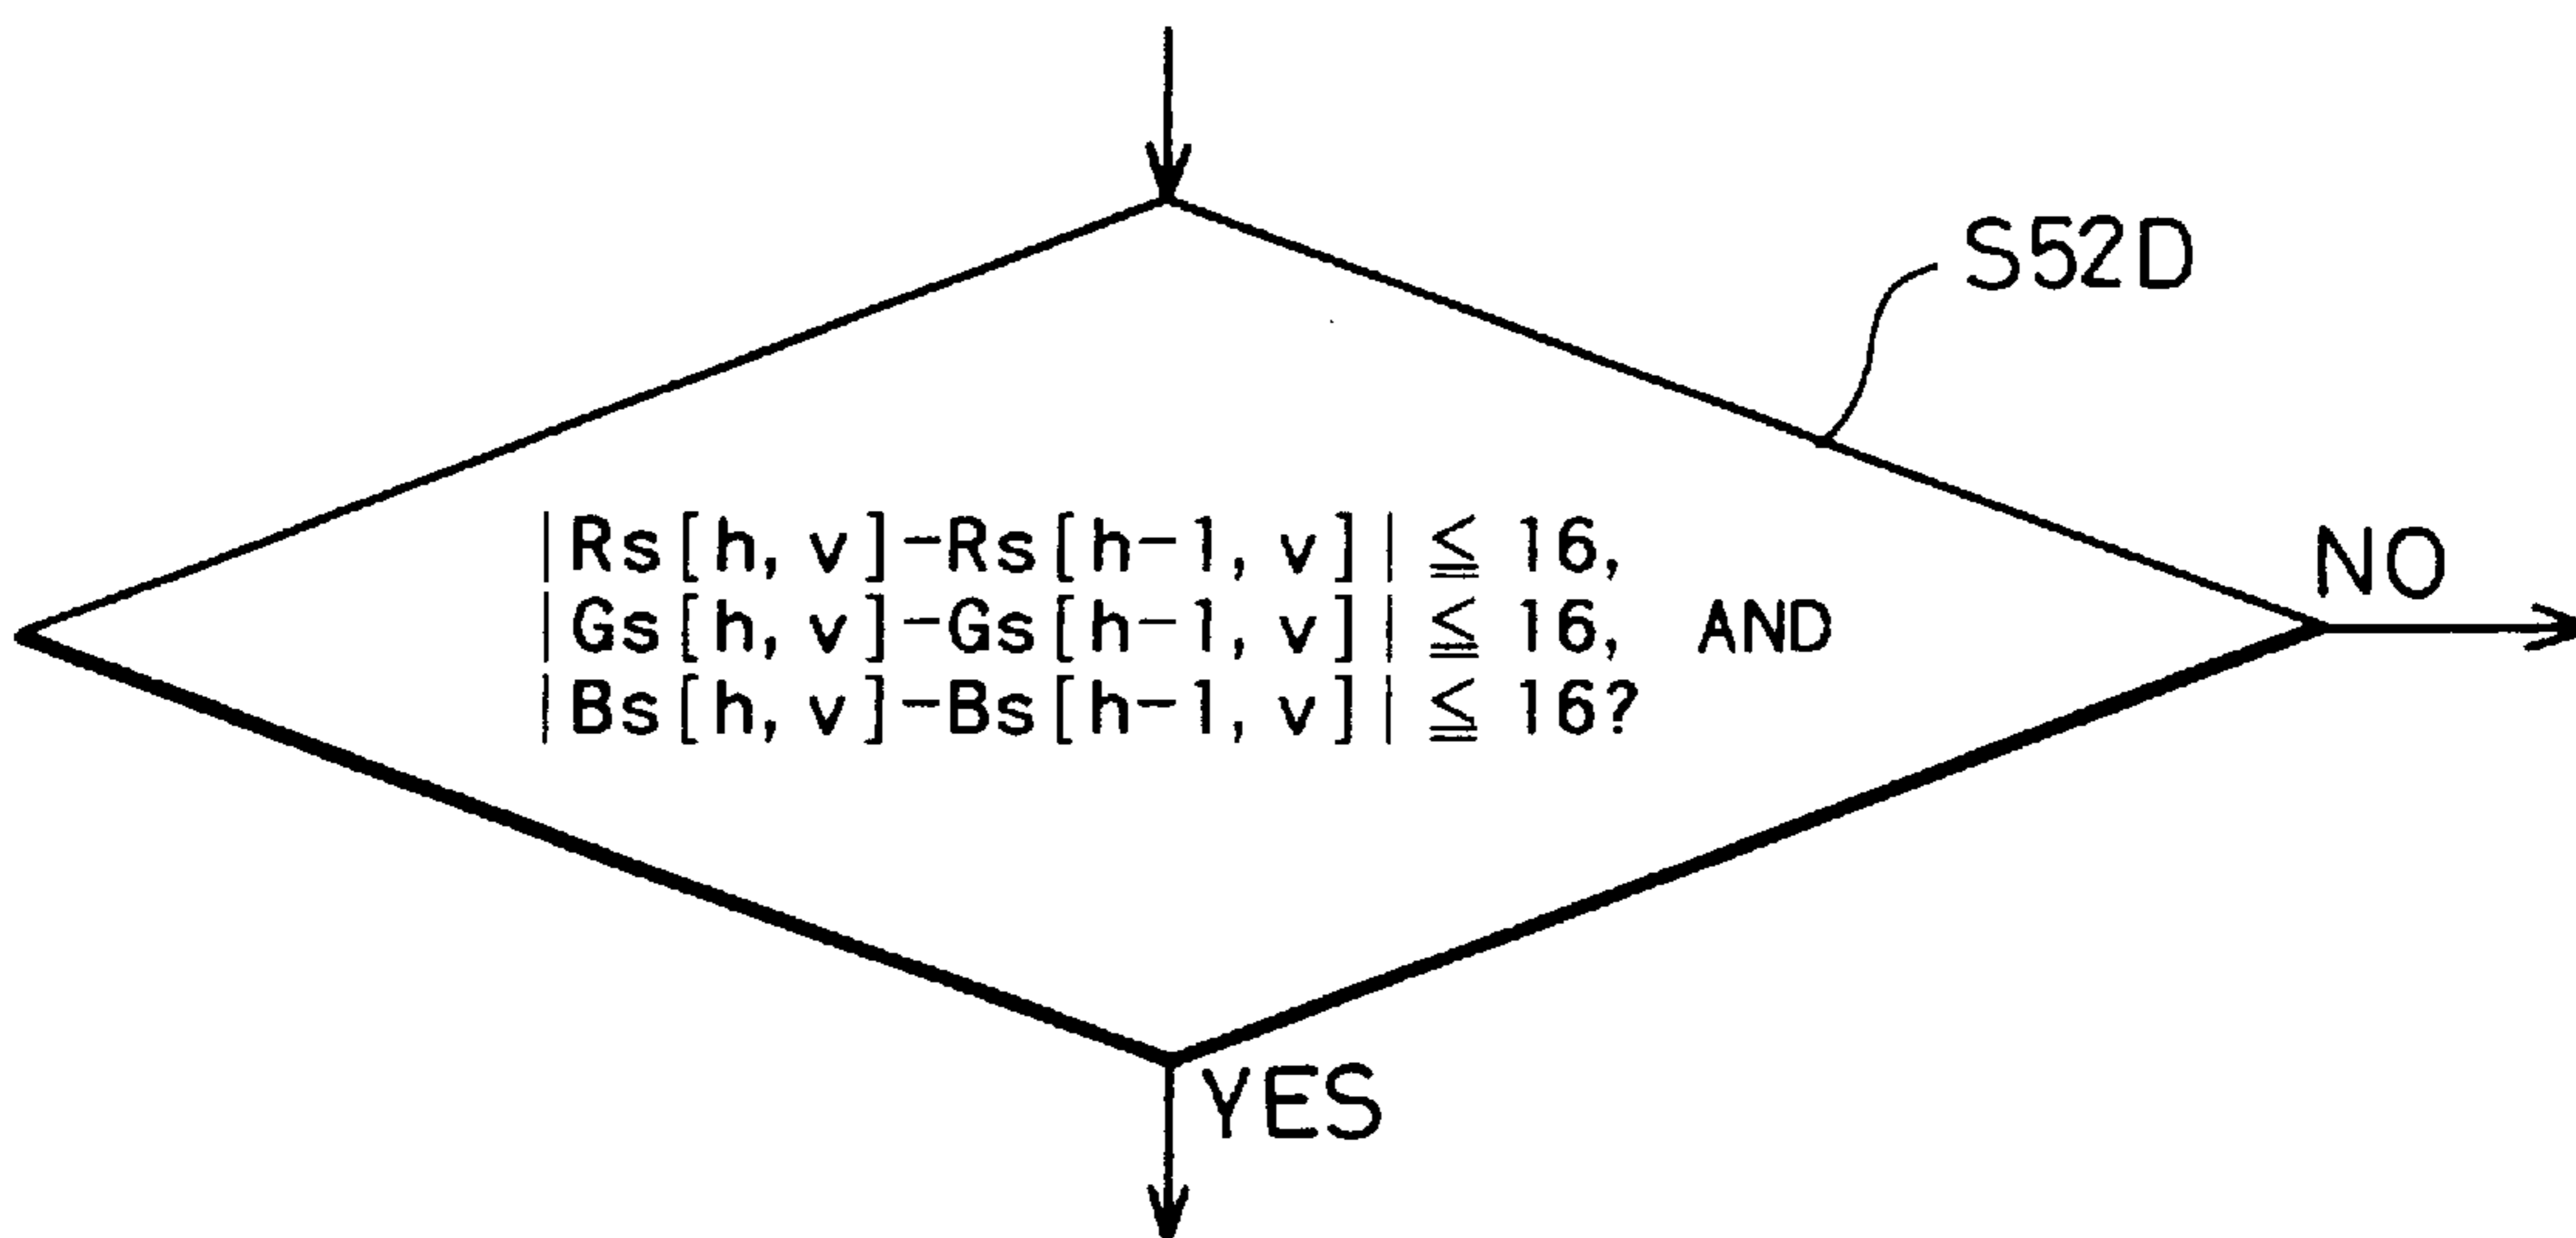 S52D
|Rs[h, v]-Rs[h-1, v]| ≦ 16,
|Gs[h, v]-Gs[h-1, v]| ≦ 16, AND
|Bs[h, v]-Bs[h-1, v]| ≦ 16?
NO
YES